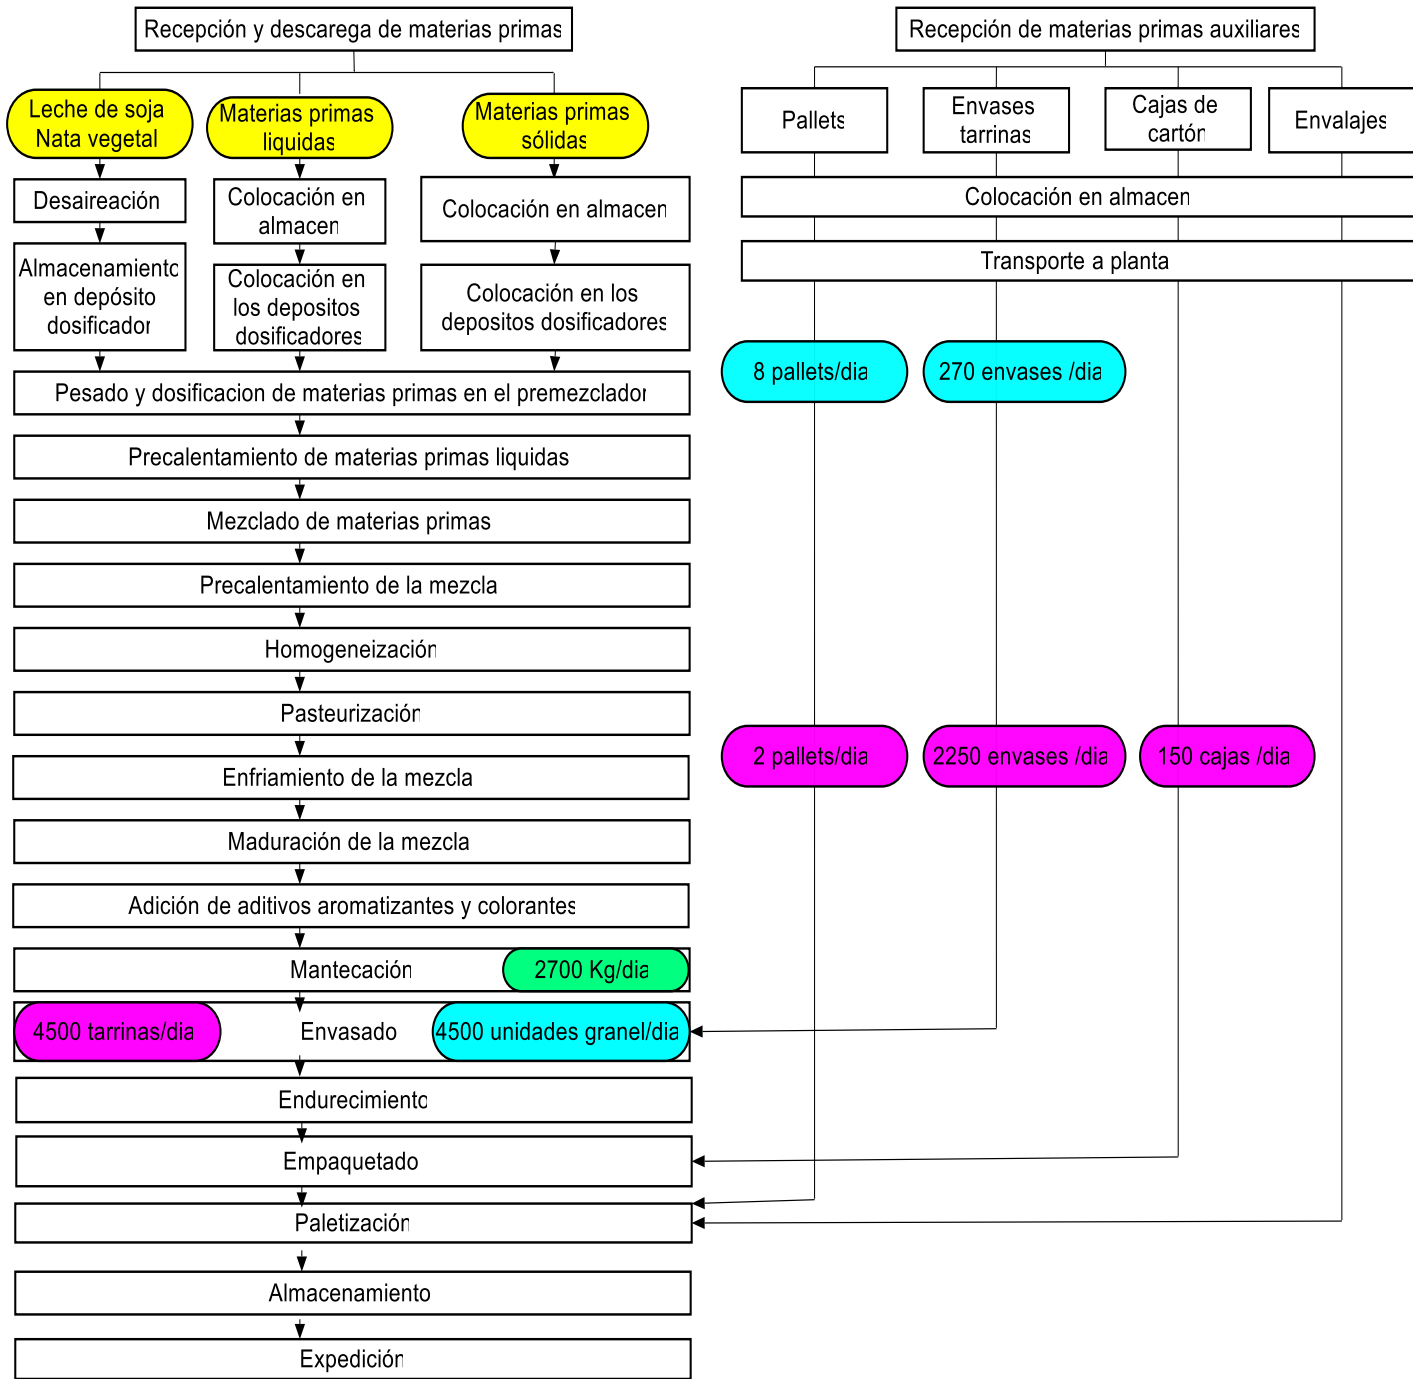 Recepción y descarega de materias primas
Recepción de materias primas auxiliares
Leche de soja
Nata vegetal
Materias primas
liquidas
Materias primas
sólidas
Pallets
Envases
tarrinas
Cajas de
cartón
Envalajes
Desaireación
Colocación en
almacen
Colocación en almacen
Colocación en almacen
Transporte a planta
Almacenamiento
en depósito
dosificador
Colocación en
los depositos
dosificadores
Colocación en los
depositos dosificadores
8 pallets/dia
270 envases /dia
Pesado y dosificacion de materias primas en el premezclador
Precalentamiento de materias primas liquidas
Mezclado de materias primas
Precalentamiento de la mezcla
Homogeneización
Pasteurización
2 pallets/dia
2250 envases /dia
150 cajas /dia
Enfriamiento de la mezcla
Maduración de la mezcla
Adición de aditivos aromatizantes y colorantes
Mantecación
2700 Kg/dia
4500 tarrinas/dia
Envasado
4500 unidades granel/dia
Endurecimiento
Empaquetado
Paletización
Almacenamiento
Expedición